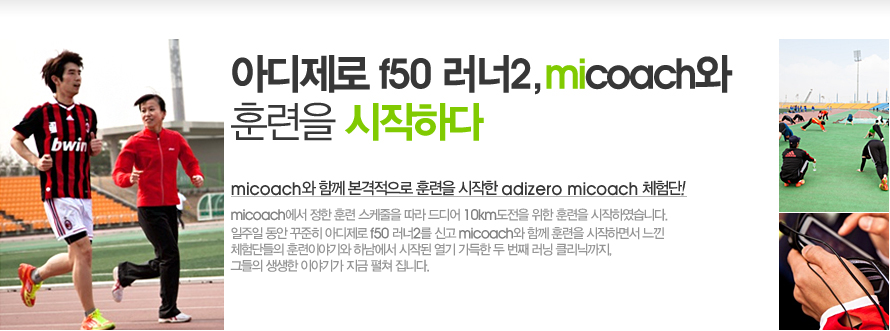 아디제로 f50 러너2, micoach와
훈련을 시작하다
micoach와 함께 본격적으로 훈련을 시작한 adizero micoach 체험단!
micoach에서 정한 훈련 스케줄을 따라 드디어 10km도전을 위한 훈련을 시작하였습니다.
일주일 동안 꾸준히 아디제로 f50 러너2를 신고 micoach와 함께 훈련을 시작하면서 느낀
체험단들의 훈련이야기와 하남에서 시작된 열기 가득한 두 번째 러닝 클리닉까지,
그들의 생생한 이야기가 지금 펼쳐 집니다.
bwin